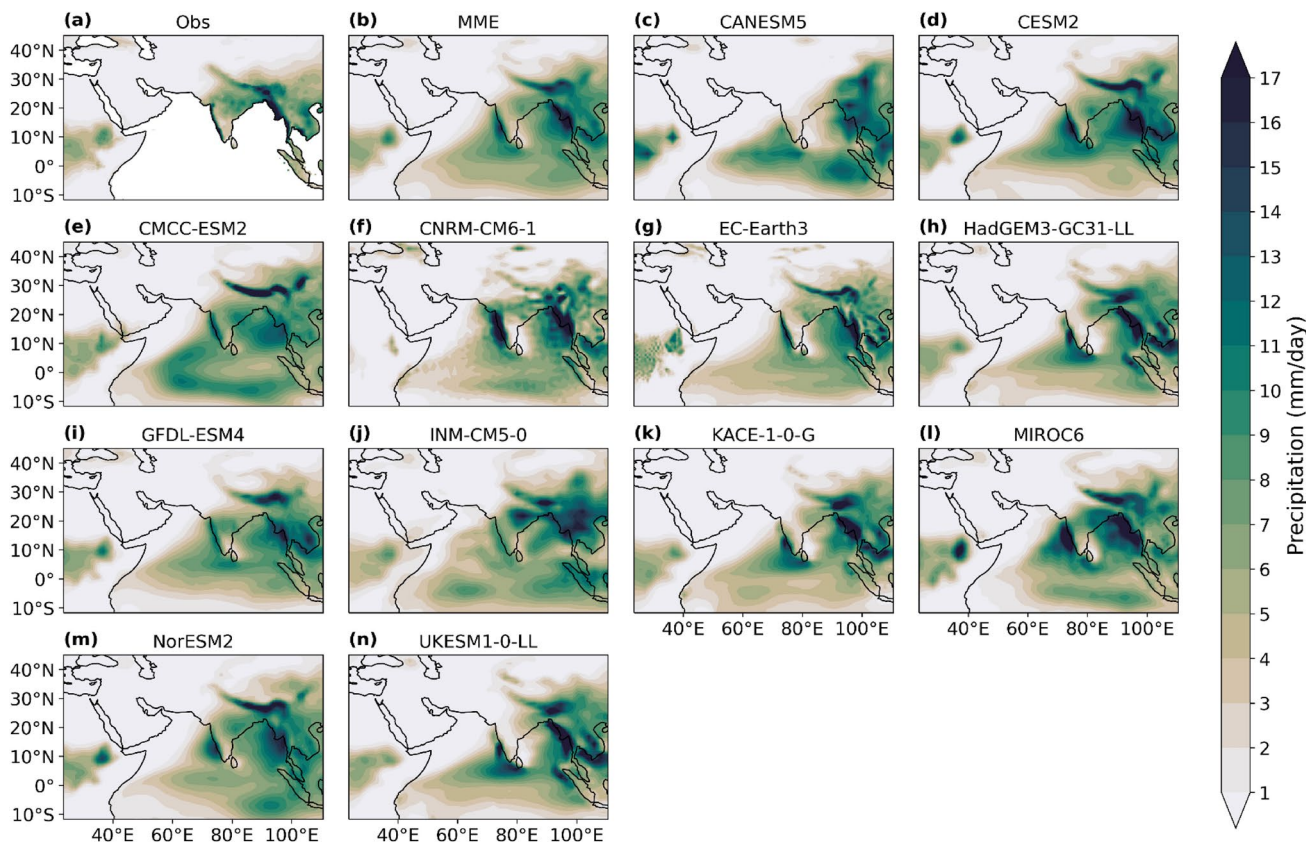 (a) Obs
(b) MME
(c) CANESM5
(d) CESM2
40°N
30°N
20°N
10°N
0°
10°S
(e) CMCC-ESM2
(f) CNRM-CM6-1
(g) EC-Earth3
(h) HadGEM3-GC31-LL
40°N
30°N
20°N
10°N
0°
10°S
(i) GFDL-ESM4
(j) INM-CM5-0
(k) KACE-1-0-G
(l) MIROC6
40°N
30°N
20°N
10°N
0°
10°S
40°E 60°E 80°E 100°E
40°E 60°E 80°E 100°E
(m) NorESM2
(n) UKESM1-0-LL
40°N
30°N
20°N
10°N
0°
10°S
40°E 60°E 80°E 100°E
40°E 60°E 80°E 100°E
17
16
15
14
13
12
11
10
9
8
7
6
5
4
3
2
1
Precipitation (mm/day)